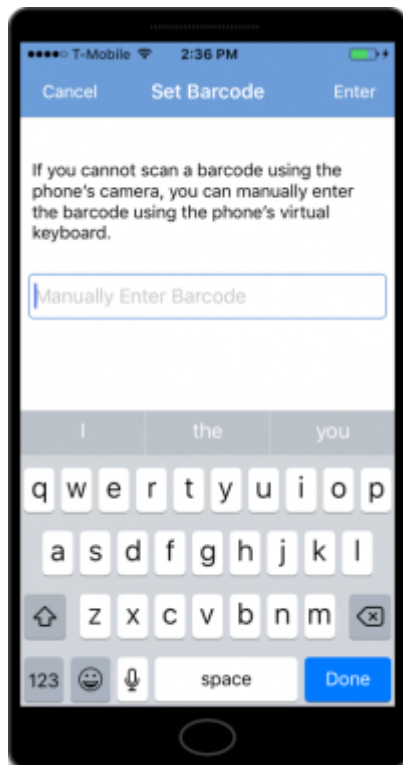 T-Mobile 2:36 PM
Cancel Set Barcode Enter
If you cannot scan a barcode using the
phone's camera, you can manually enter
the barcode using the phone's virtual
keyboard.
Manually Enter Barcode
I the you
q w e r t y u i o p
a s d f g h j k l
z x c v b n m
123 space Done